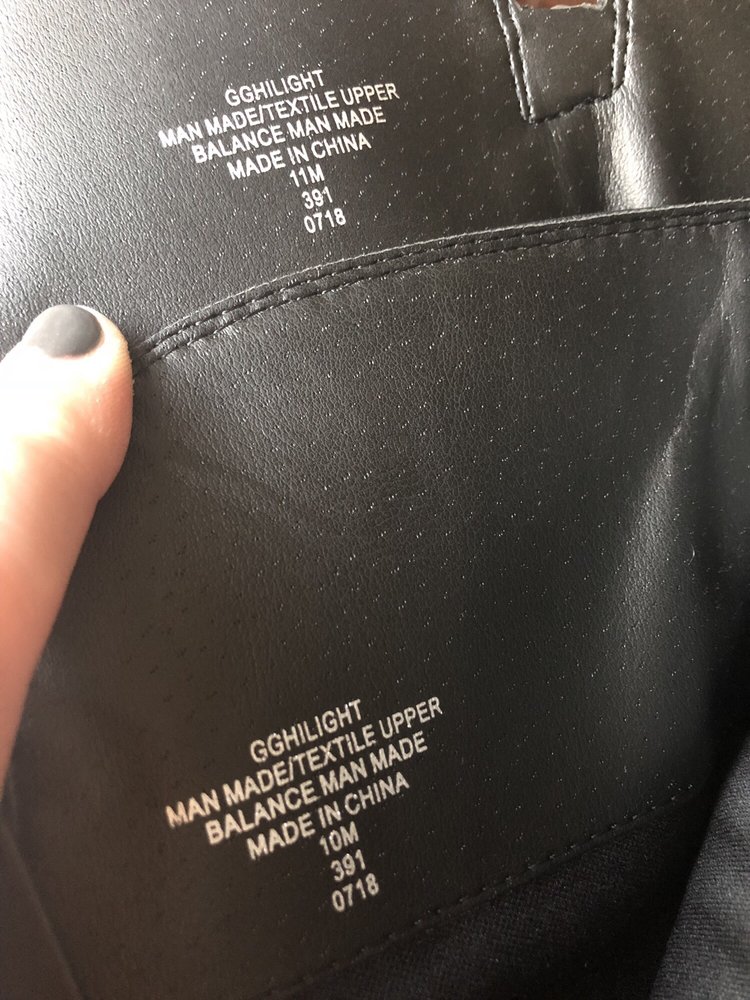 GGHILIGHT
MAN MADE/TEXTILE UPPER
BALANCE MAN MADE
MADE IN CHINA
11M
391
0718
GGHILIGHT
MAN MADE/TEXTILE UPPER
BALANCE MAN MADE
MADE IN CHINA
10M
391
0718